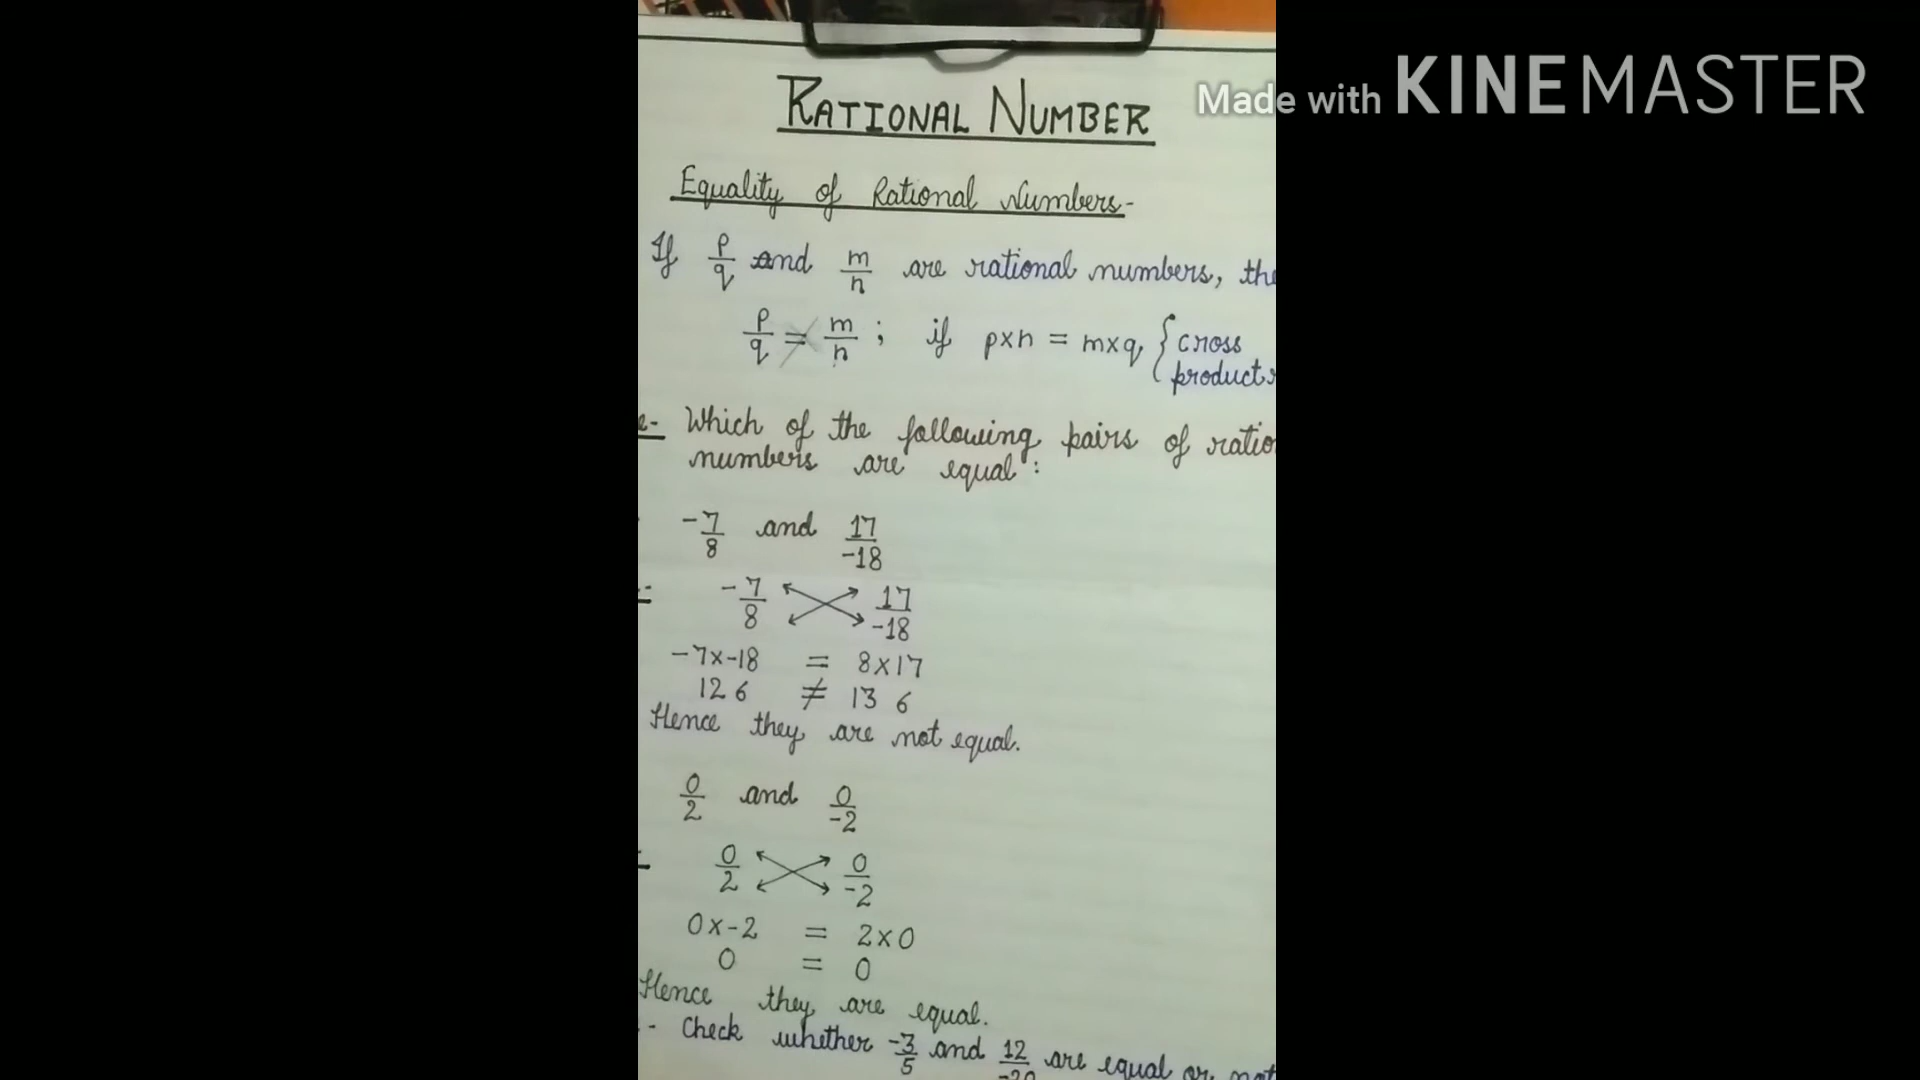 Made with KINEMASTER
RATIONAL NUMBER
Equality of Rational Numbers-
If p/q and m/n are rational numbers, the
p/q = m/n ; if p×n = m×q { cross
products
e- Which of the following pairs of ratio
numbers are equal :
-7/8 and 17/-18
-7/8 17/-18
-7×-18 = 8×17
126 ≠ 136
Hence they are not equal.
0/2 and 0/-2
0/2 0/-2
0×-2 = 2×0
0 = 0
Hence they are equal.
- Check whether -3/5 and 12/-20 are equal or not